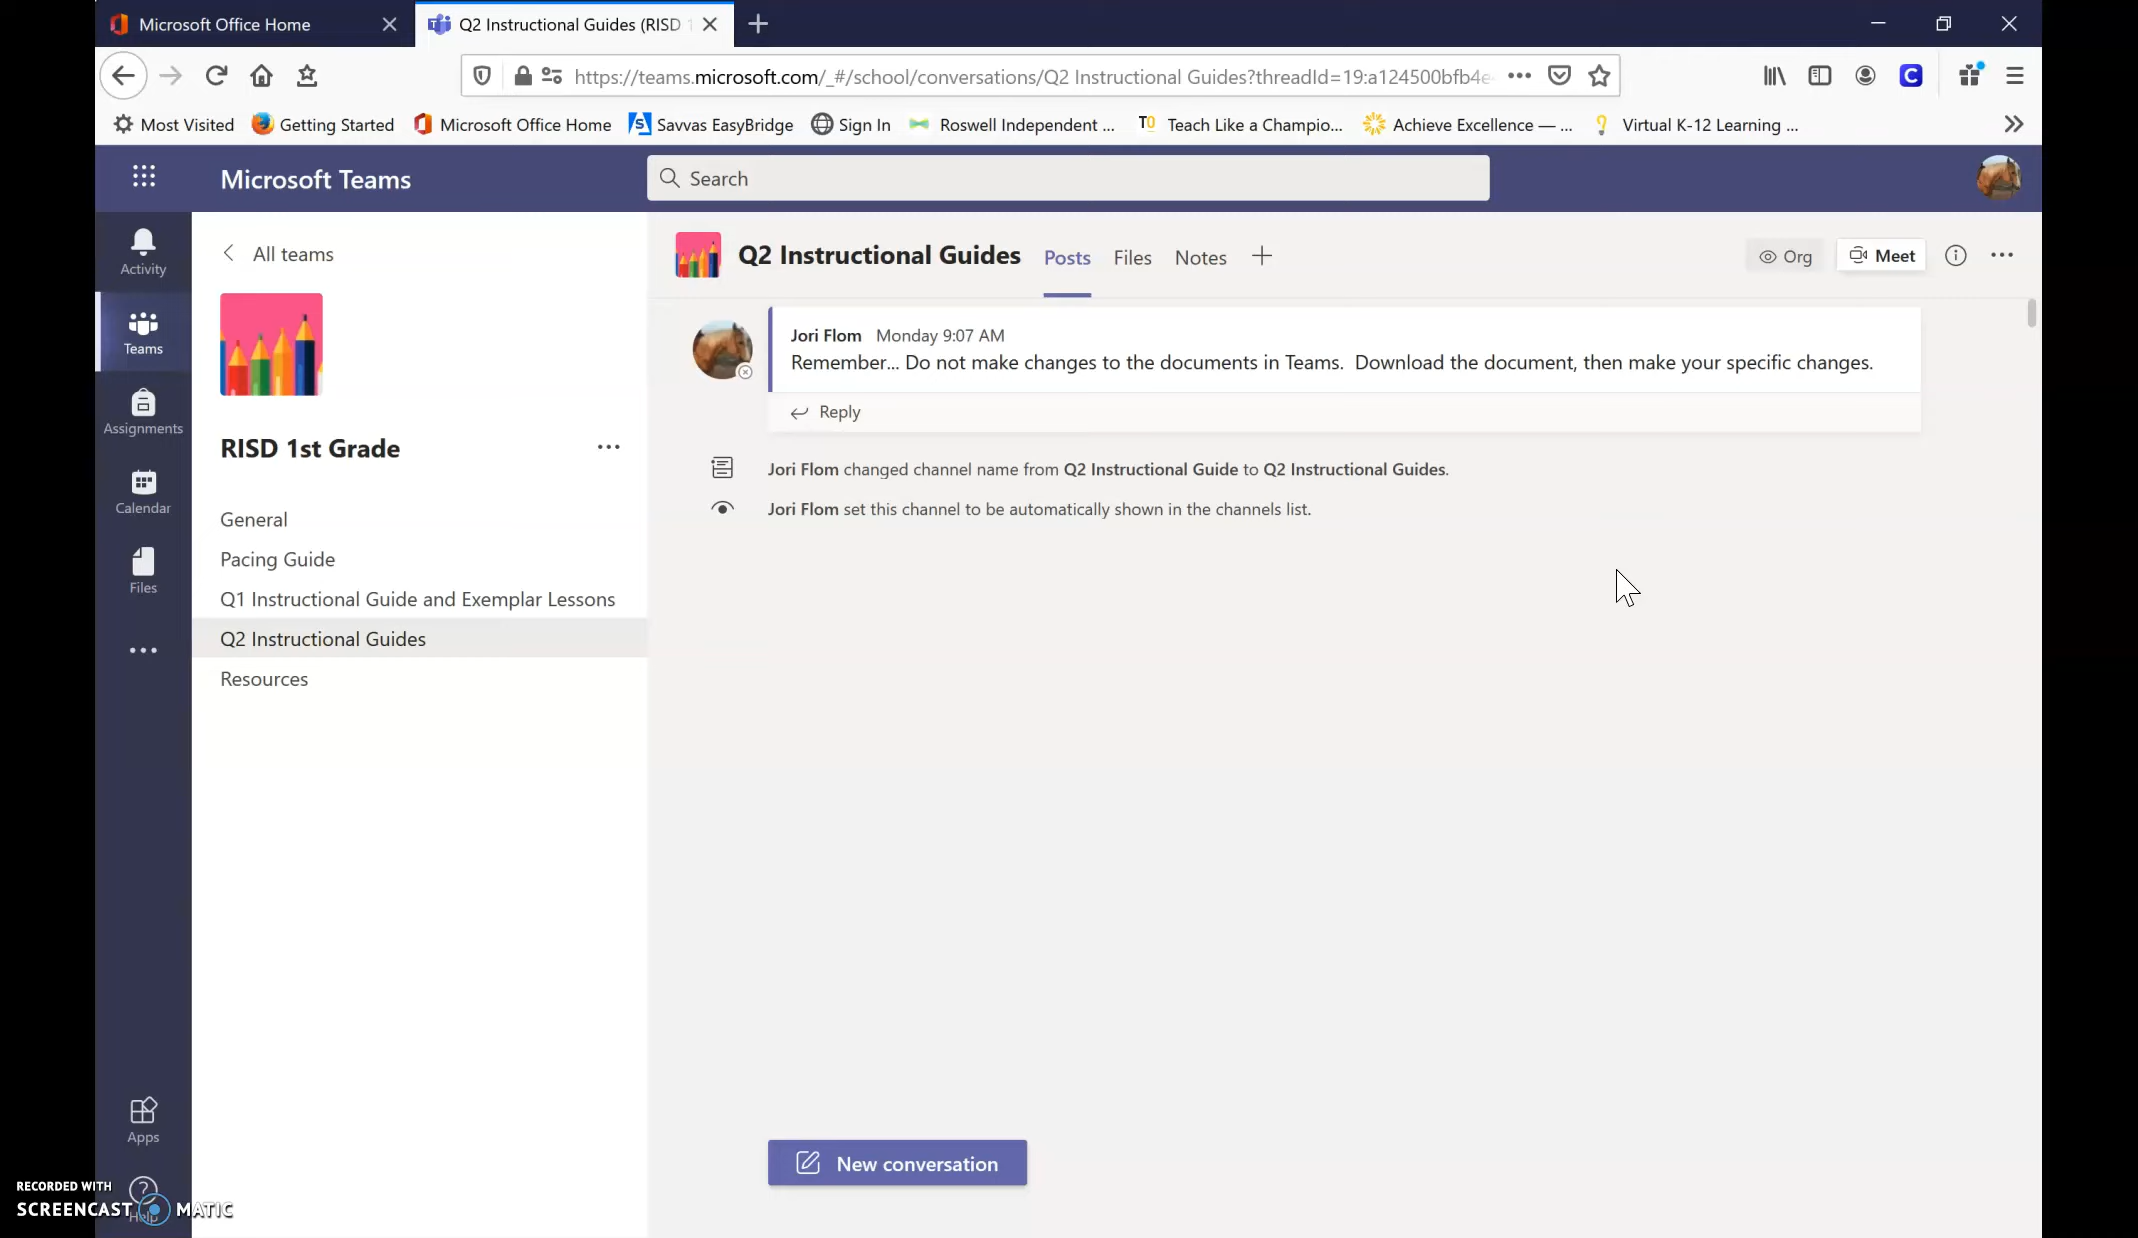 Microsoft Office Home
Q2 Instructional Guides (RISD
https://teams.microsoft.com/_#/school/conversations/Q2 Instructional Guides?threadId=19:a124500bfb4e
Most Visited
Getting Started
Microsoft Office Home
Savvas EasyBridge
Sign In
Roswell Independent ...
Teach Like a Champio...
Achieve Excellence — ...
Virtual K-12 Learning ...
Microsoft Teams
Search
Activity
Teams
Assignments
Calendar
Files
Apps
Help
All teams
RISD 1st Grade
General
Pacing Guide
Q1 Instructional Guide and Exemplar Lessons
Q2 Instructional Guides
Resources
Q2 Instructional Guides
Posts
Files
Notes
Org
Meet
Jori Flom Monday 9:07 AM
Remember... Do not make changes to the documents in Teams. Download the document, then make your specific changes.
Reply
Jori Flom changed channel name from Q2 Instructional Guide to Q2 Instructional Guides.
Jori Flom set this channel to be automatically shown in the channels list.
New conversation
RECORDED WITH
SCREENCAST MATIC